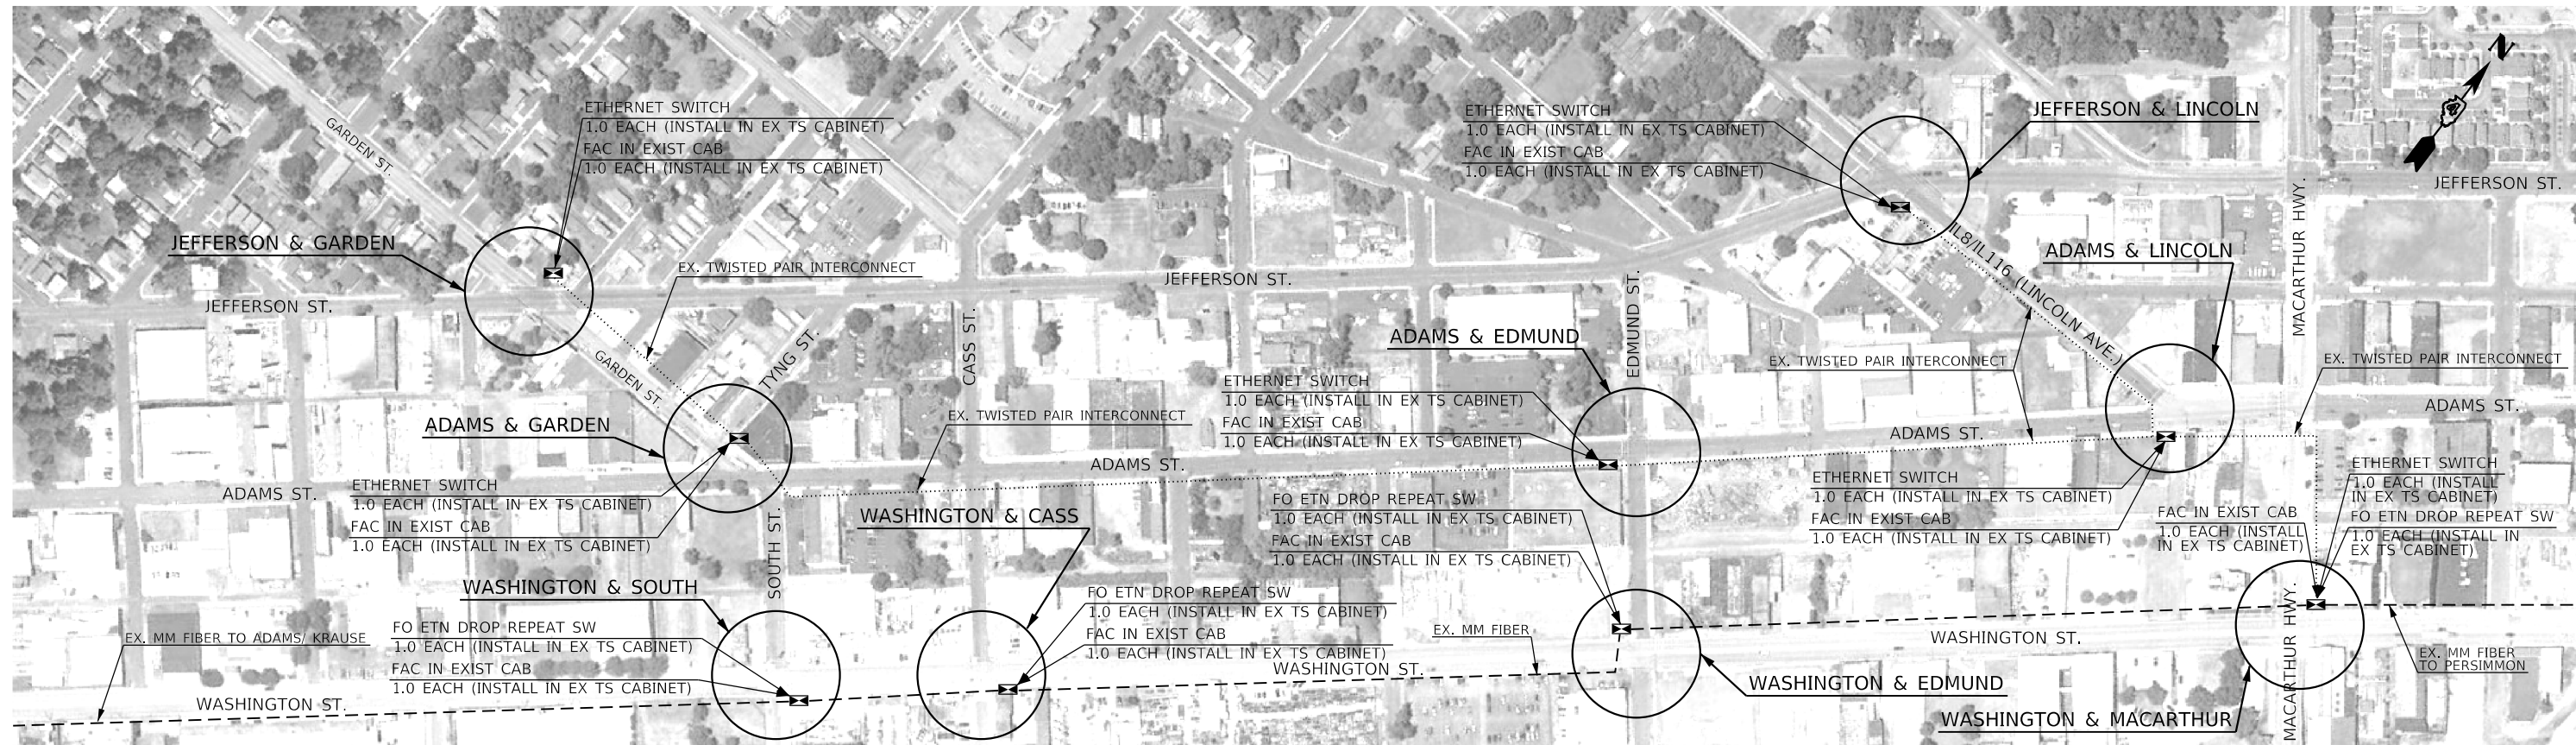 GARDEN ST.
ETHERNET SWITCH
1.0 EACH (INSTALL IN EX TS CABINET)
FAC IN EXIST CAB
1.0 EACH (INSTALL IN EX TS CABINET)
ETHERNET SWITCH
1.0 EACH (INSTALL IN EX TS CABINET)
FAC IN EXIST CAB
1.0 EACH (INSTALL IN EX TS CABINET)
JEFFERSON & LINCOLN
N
JEFFERSON ST.
MACARTHUR HWY.
JEFFERSON & GARDEN
JEFFERSON ST.
EX. TWISTED PAIR INTERCONNECT
JEFFERSON ST.
IL8/IL116 (LINCOLN AVE.)
ADAMS & LINCOLN
GARDEN ST.
TYNG ST.
CASS ST.
EDMUND ST.
ADAMS & EDMUND
EX. TWISTED PAIR INTERCONNECT
EX. TWISTED PAIR INTERCONNECT
ETHERNET SWITCH
1.0 EACH (INSTALL IN EX TS CABINET)
FAC IN EXIST CAB
1.0 EACH (INSTALL IN EX TS CABINET)
ADAMS ST.
ADAMS & GARDEN
EX. TWISTED PAIR INTERCONNECT
ADAMS ST.
ADAMS ST.
ADAMS ST.
ETHERNET SWITCH
1.0 EACH (INSTALL IN EX TS CABINET)
FAC IN EXIST CAB
1.0 EACH (INSTALL IN EX TS CABINET)
SOUTH ST.
WASHINGTON & CASS
FO ETN DROP REPEAT SW
1.0 EACH (INSTALL IN EX TS CABINET)
FAC IN EXIST CAB
1.0 EACH (INSTALL IN EX TS CABINET)
ETHERNET SWITCH
1.0 EACH (INSTALL IN EX TS CABINET)
FAC IN EXIST CAB
1.0 EACH (INSTALL IN EX TS CABINET)
FAC IN EXIST CAB
1.0 EACH (INSTALL
IN EX TS CABINET)
ETHERNET SWITCH
1.0 EACH (INSTALL
IN EX TS CABINET)
FO ETN DROP REPEAT SW
1.0 EACH (INSTALL IN
EX TS CABINET)
WASHINGTON & SOUTH
FO ETN DROP REPEAT SW
1.0 EACH (INSTALL IN EX TS CABINET)
FAC IN EXIST CAB
1.0 EACH (INSTALL IN EX TS CABINET)
FO ETN DROP REPEAT SW
1.0 EACH (INSTALL IN EX TS CABINET)
FAC IN EXIST CAB
1.0 EACH (INSTALL IN EX TS CABINET)
EX. MM FIBER TO ADAMS/ KRAUSE
WASHINGTON ST.
EX. MM FIBER
WASHINGTON ST.
WASHINGTON ST.
WASHINGTON & EDMUND
MACARTHUR HWY.
EX. MM FIBER
TO PERSIMMON
WASHINGTON & MACARTHUR